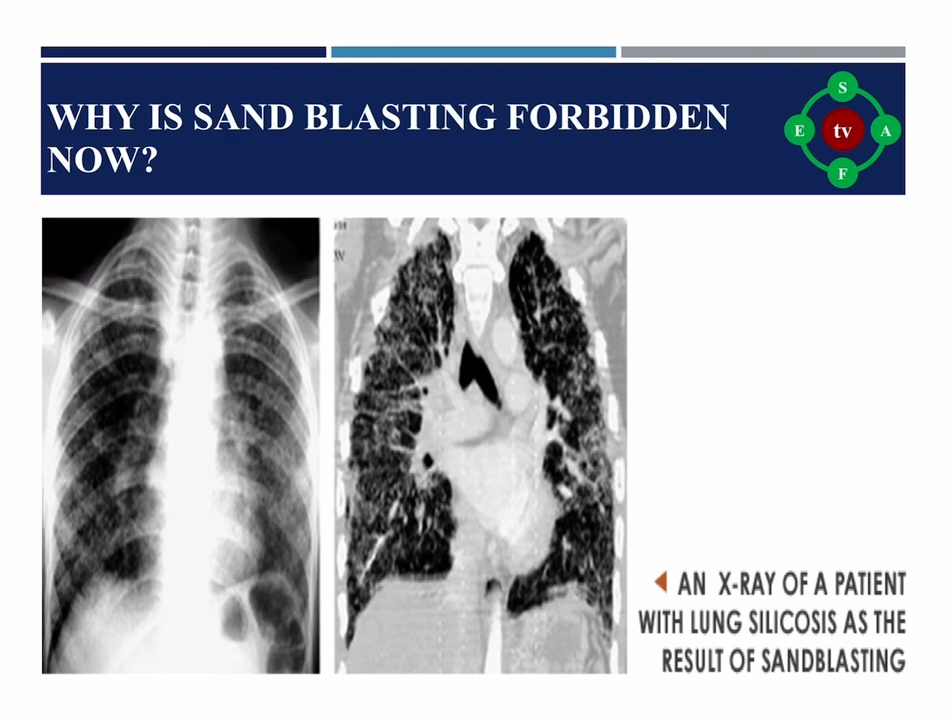 WHY IS SAND BLASTING FORBIDDEN
NOW?
S
E tv A
F
W
AN X-RAY OF A PATIENT
WITH LUNG SILICOSIS AS THE
RESULT OF SANDBLASTING